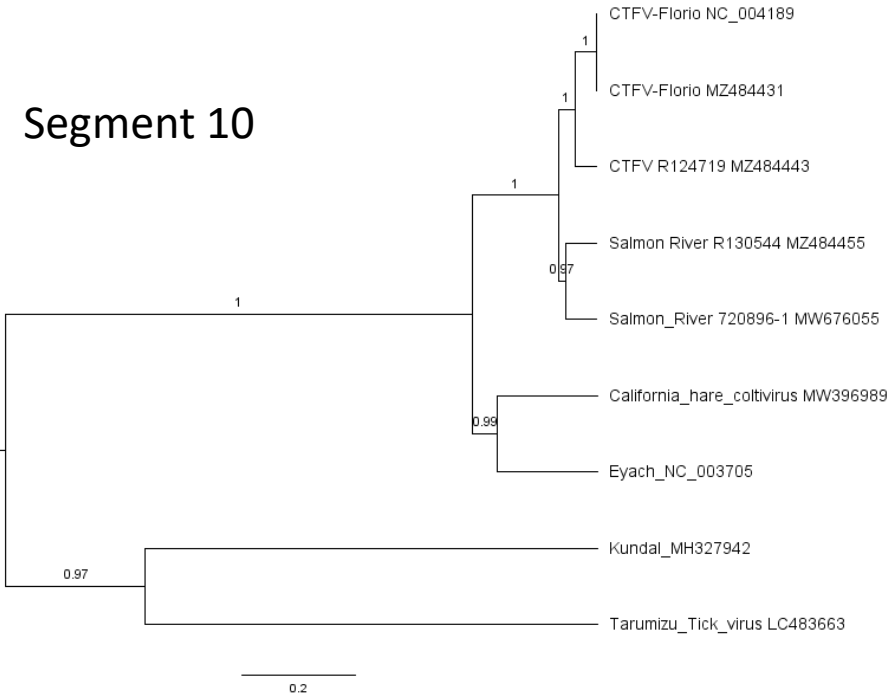 CTFV-Florio NC_004189
1
CTFV-Florio MZ484431
1
Segment 10
CTFV R124719 MZ484443
1
Salmon River R130544 MZ484455
0.97
1
Salmon_River 720896-1 MW676055
California_hare_coltivirus MW396989
0.99
Eyach_NC_003705
Kundal_MH327942
0.97
Tarumizu_Tick_virus LC483663
0.2